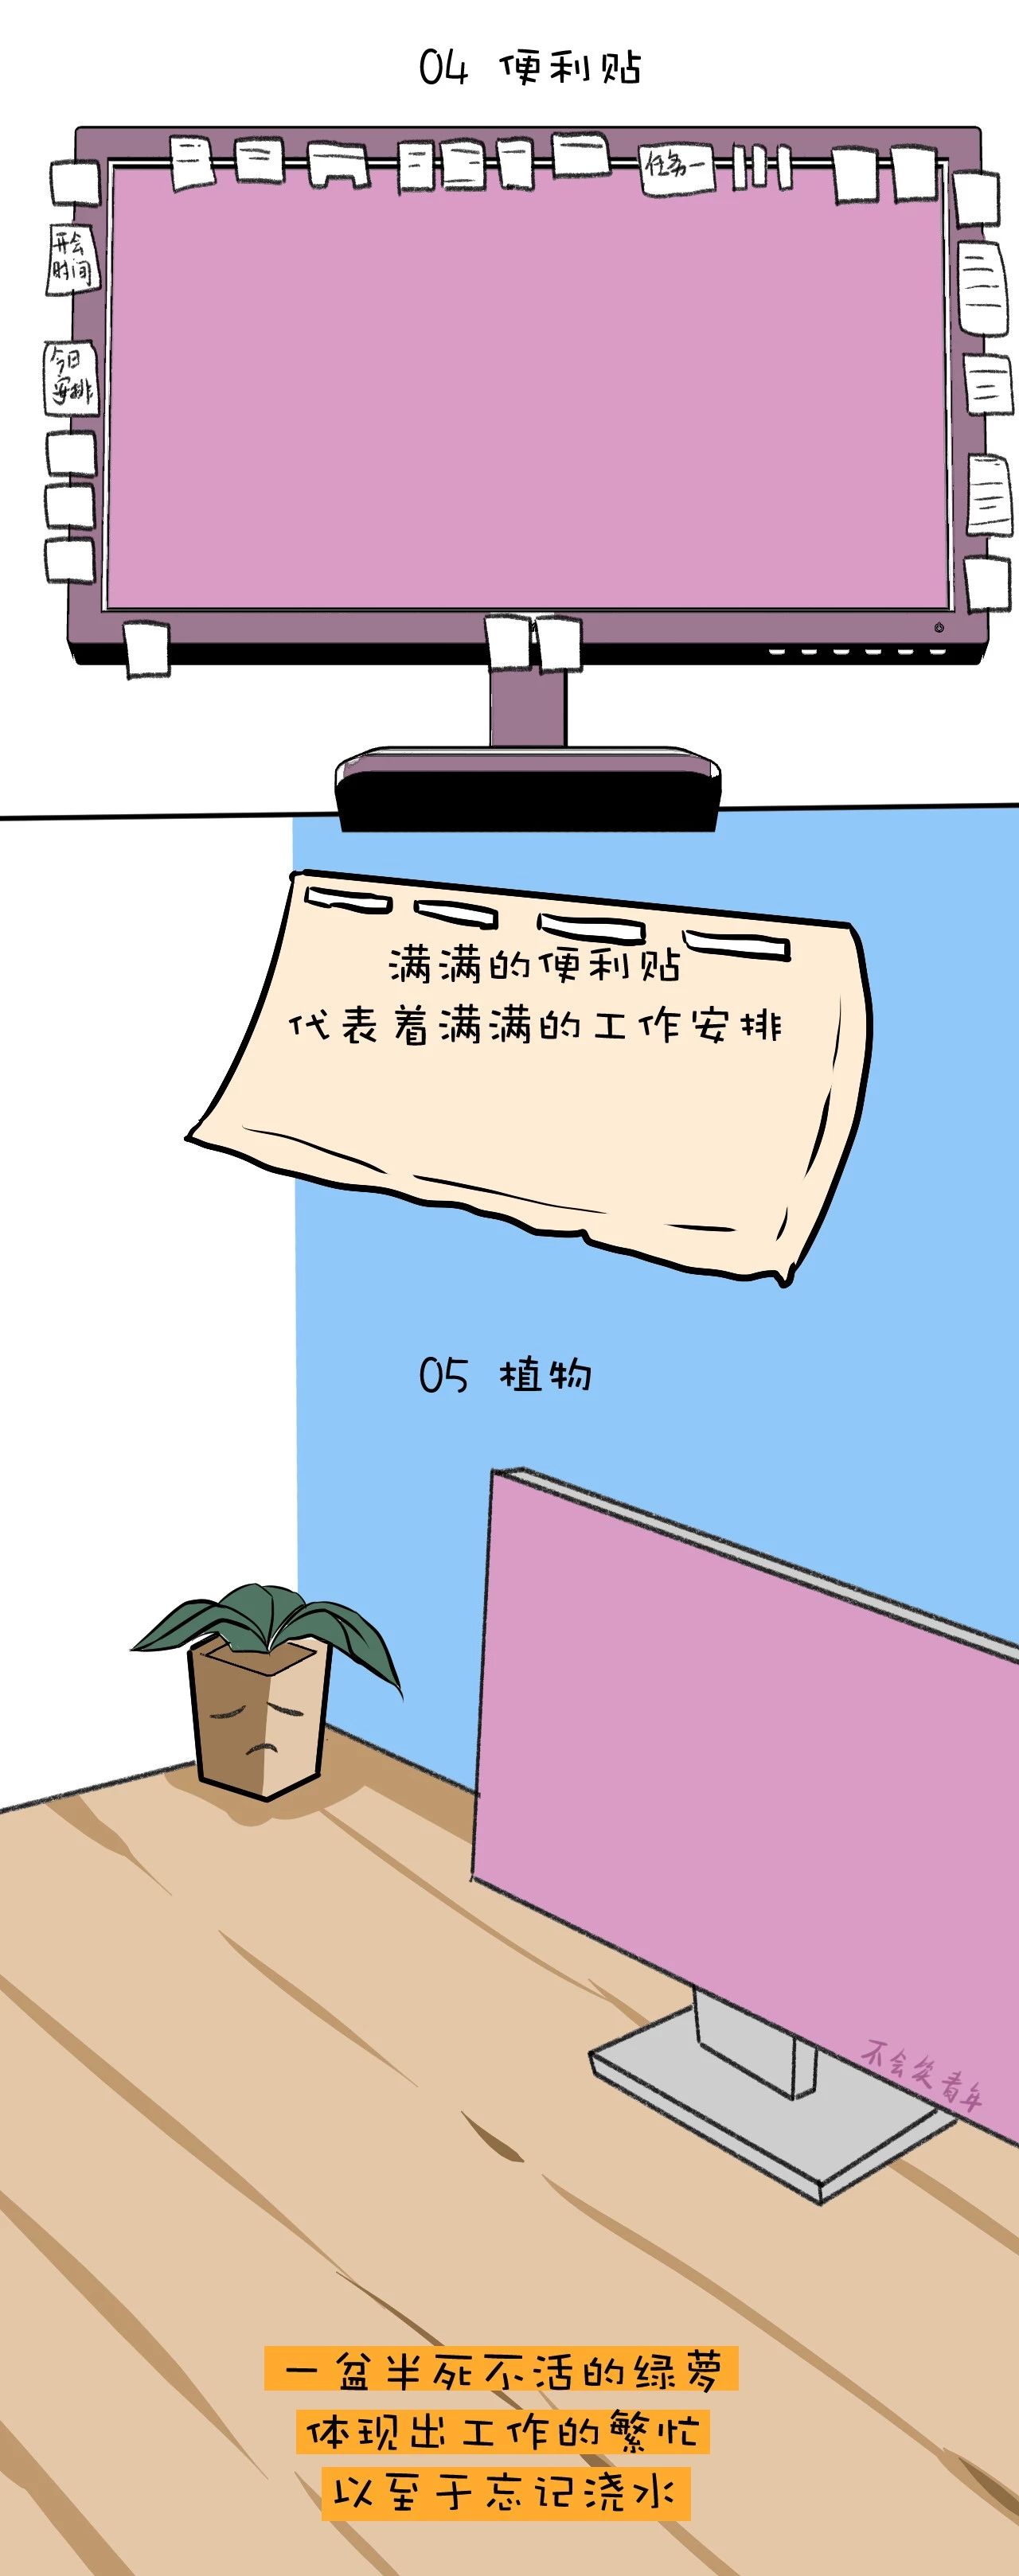 04 便利贴
任务一
开会
时间
今日
安排
满满的便利贴
代表着满满的工作安排
05 植物
不会笑青年
一盆半死不活的绿萝
体现出工作的繁忙
以至于忘记浇水